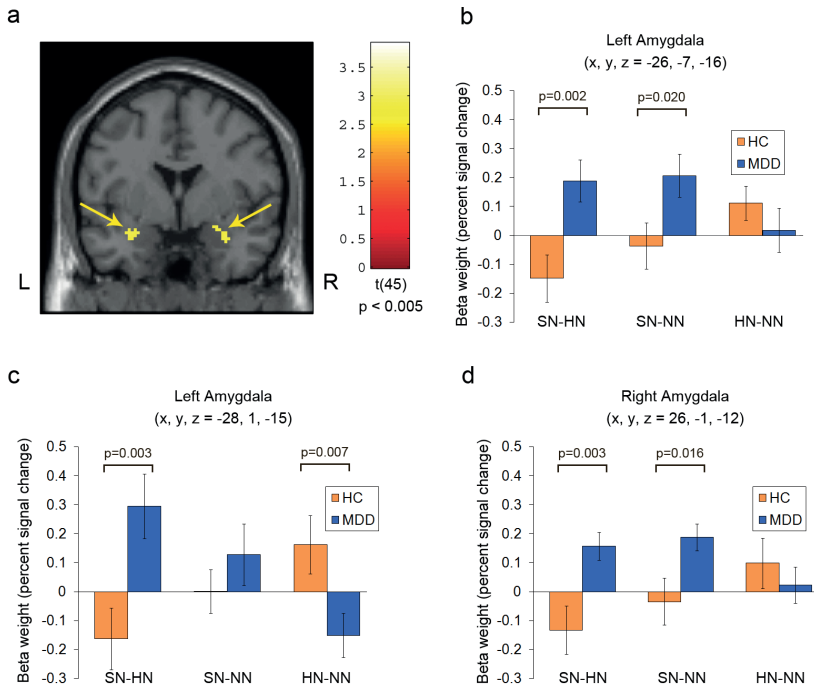 a
L
R
3.5
3
2.5
2
1.5
1
0.5
0
t(45)
p < 0.005
b
Left Amygdala
(x, y, z = -26, -7, -16)
Beta weight (percent signal change)
0.5
0.4
0.3
0.2
0.1
0
-0.1
-0.2
-0.3
p=0.002
p=0.020
HC
MDD
SN-HN
SN-NN
HN-NN
c
Left Amygdala
(x, y, z = -28, 1, -15)
Beta weight (percent signal change)
0.5
0.4
0.3
0.2
0.1
0
-0.1
-0.2
-0.3
p=0.003
p=0.007
HC
MDD
SN-HN
SN-NN
HN-NN
d
Right Amygdala
(x, y, z = 26, -1, -12)
Beta weight (percent signal change)
0.5
0.4
0.3
0.2
0.1
0
-0.1
-0.2
-0.3
p=0.003
p=0.016
HC
MDD
SN-HN
SN-NN
HN-NN